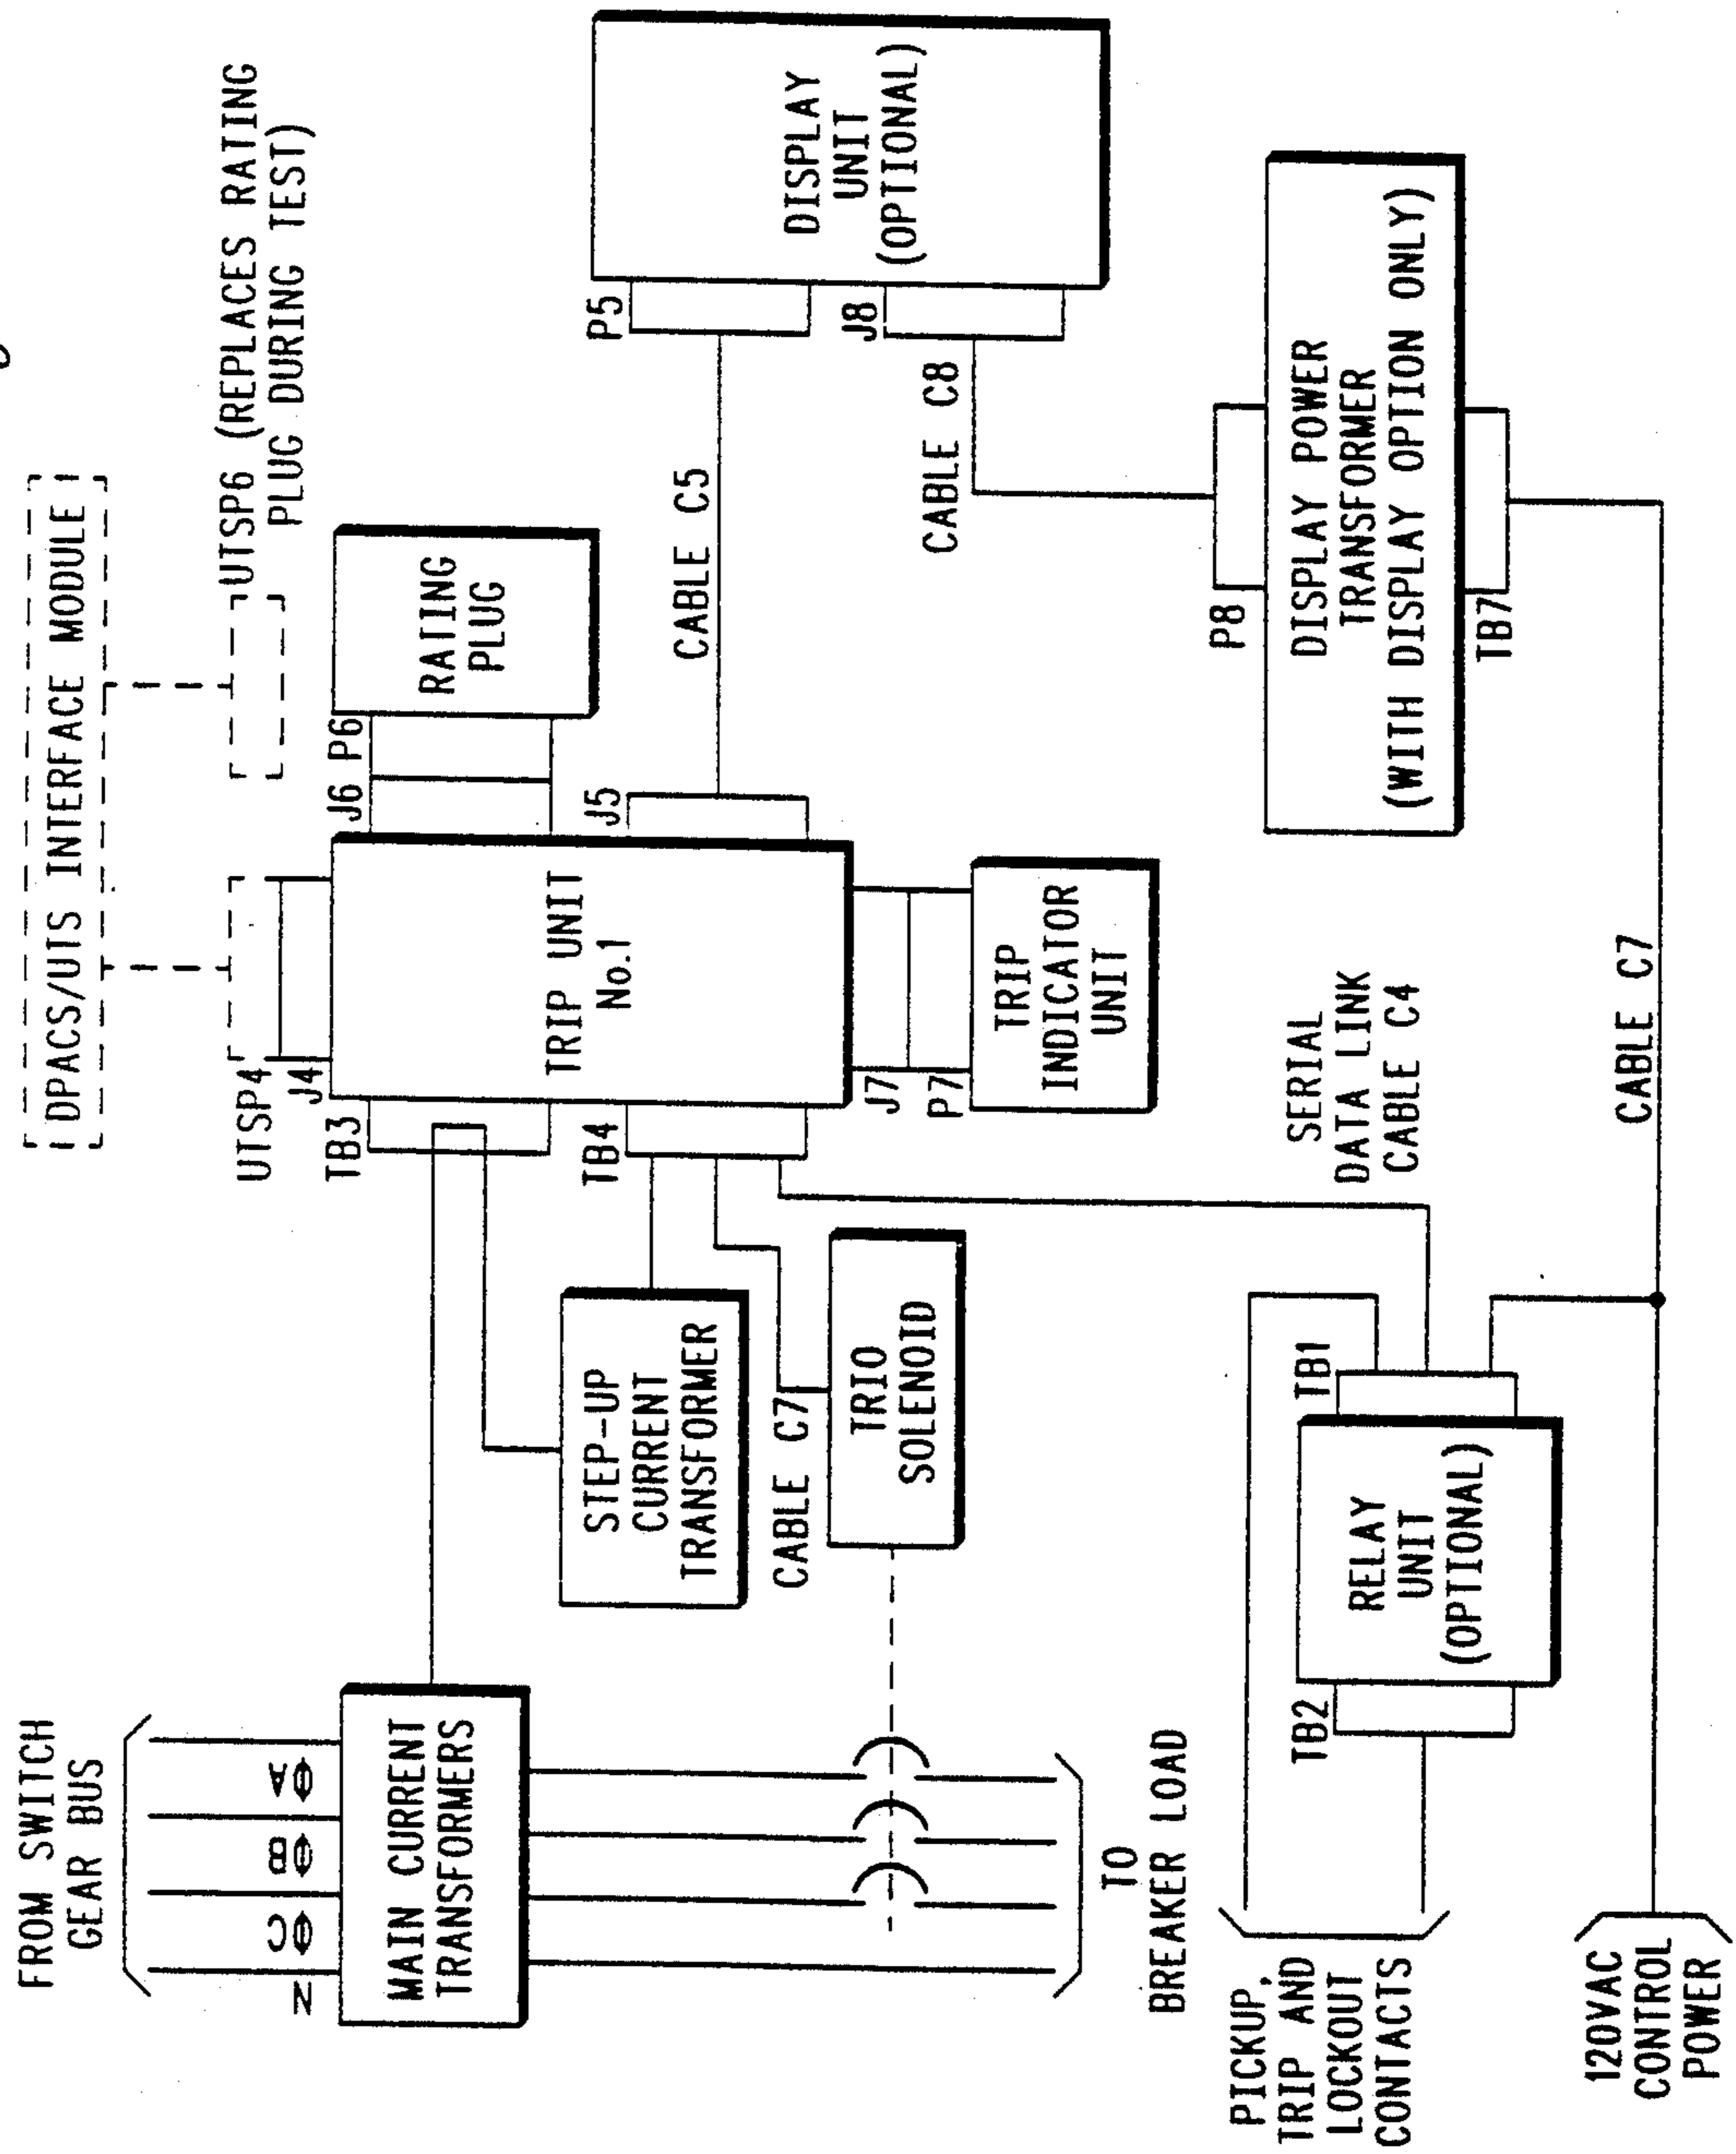 FROM SWITCH
GEAR BUS
N
φC
φB
φA
MAIN CURRENT
TRANSFORMERS
TO
BREAKER LOAD
PICKUP,
TRIP AND
LOCKOUT
CONTACTS
120VAC
CONTROL
POWER
STEP-UP
CURRENT
TRANSFORMER
CABLE C7
TRIO
SOLENOID
TB2
RELAY
UNIT
(OPTIONAL)
TB1
DPACS/UTS INTERFACE MODULE
UTSP4
J4
TB3
TB4
TRIP UNIT
No.1
J7
P7
TRIP
INDICATOR
UNIT
SERIAL
DATA LINK
CABLE C4
CABLE C7
UTSP6 (REPLACES RATING
PLUG DURING TEST)
J6
P6
RATING
PLUG
J5
CABLE C5
P5
J8
DISPLAY
UNIT
(OPTIONAL)
CABLE C8
P8
DISPLAY POWER
TRANSFORMER
(WITH DISPLAY OPTION ONLY)
TB7